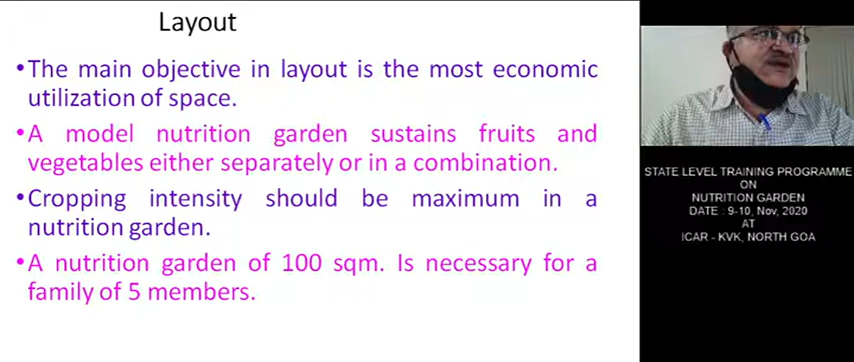 Layout
•The main objective in layout is the most economic
utilization of space.
•A model nutrition garden sustains fruits and
vegetables either separately or in a combination.
•Cropping intensity should be maximum in a
nutrition garden.
•A nutrition garden of 100 sqm. Is necessary for a
family of 5 members.
STATE LEVEL TRAINING PROGRAMME
ON
NUTRITION GARDEN
DATE : 9-10, Nov, 2020
AT
ICAR - KVK, NORTH GOA